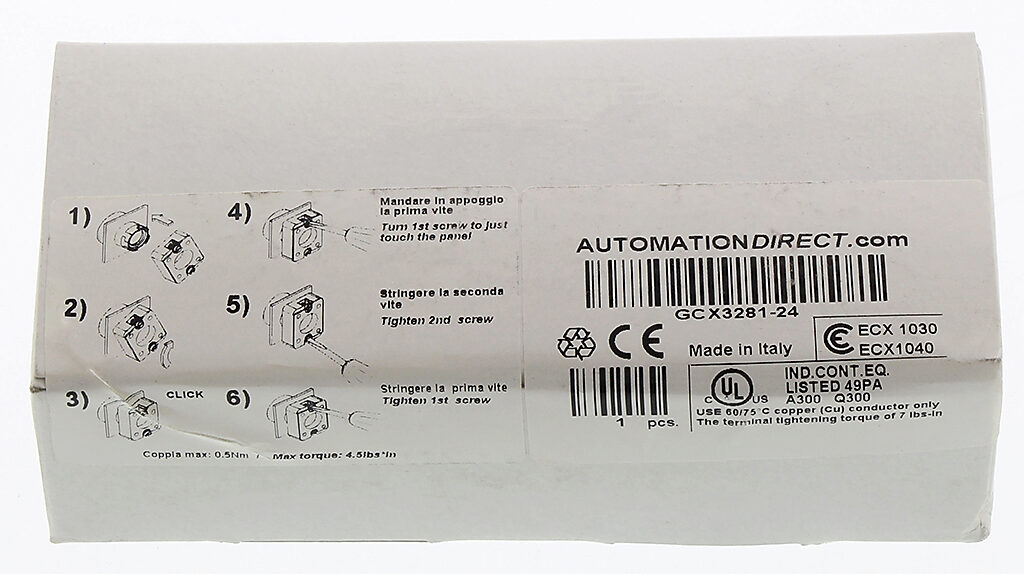 1)
2)
3)
CLICK
4)
Mandare in appoggio
la prima vite
Turn 1st screw to just
touch the panel
5)
Stringere la seconda
vite
Tighten 2nd screw
6)
Stringere la prima vite
Tighten 1st screw
Coppia max: 0.5Nm / Max torque: 4.5lbs*in
AUTOMATIONDIRECT.com
GCX3281-24
CE
Made in Italy
ECX 1030
ECX1040
1 pcs.
C UL US
IND.CONT.EQ.
LISTED 49PA
A300 Q300
USE 60/75°C copper (Cu) conductor only
The terminal tightening torque of 7 lbs-in